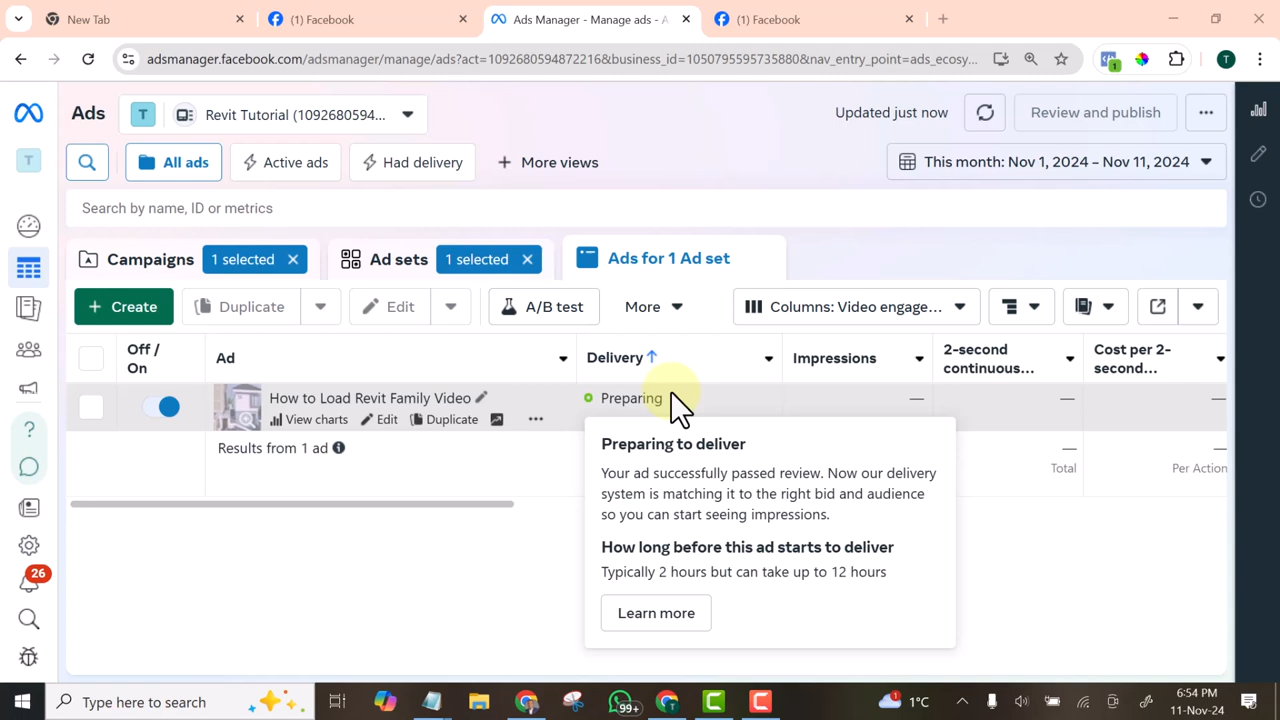 New Tab
(1) Facebook
Ads Manager - Manage ads - A
(1) Facebook
adsmanager.facebook.com/adsmanager/manage/ads?act=1092680594872216&business_id=1050795595735880&nav_entry_point=ads_ecosy...
T
T
Ads
T
Revit Tutorial (1092680594...
Updated just now
Review and publish
All ads
Active ads
Had delivery
+ More views
This month: Nov 1, 2024 – Nov 11, 2024
Search by name, ID or metrics
Campaigns
1 selected
Ad sets
1 selected
Ads for 1 Ad set
+ Create
Duplicate
Edit
A/B test
More
Columns: Video engage...
Off / On
Ad
Delivery ↑
Impressions
2-second continuous...
Cost per 2-second...
How to Load Revit Family Video
View charts
Edit
Duplicate
Preparing
—
—
—
Results from 1 ad
—
Total
—
Per Action
Preparing to deliver
Your ad successfully passed review. Now our delivery
system is matching it to the right bid and audience
so you can start seeing impressions.
How long before this ad starts to deliver
Typically 2 hours but can take up to 12 hours
Learn more
26
Type here to search
99+
1
1°C
6:54 PM
11-Nov-24